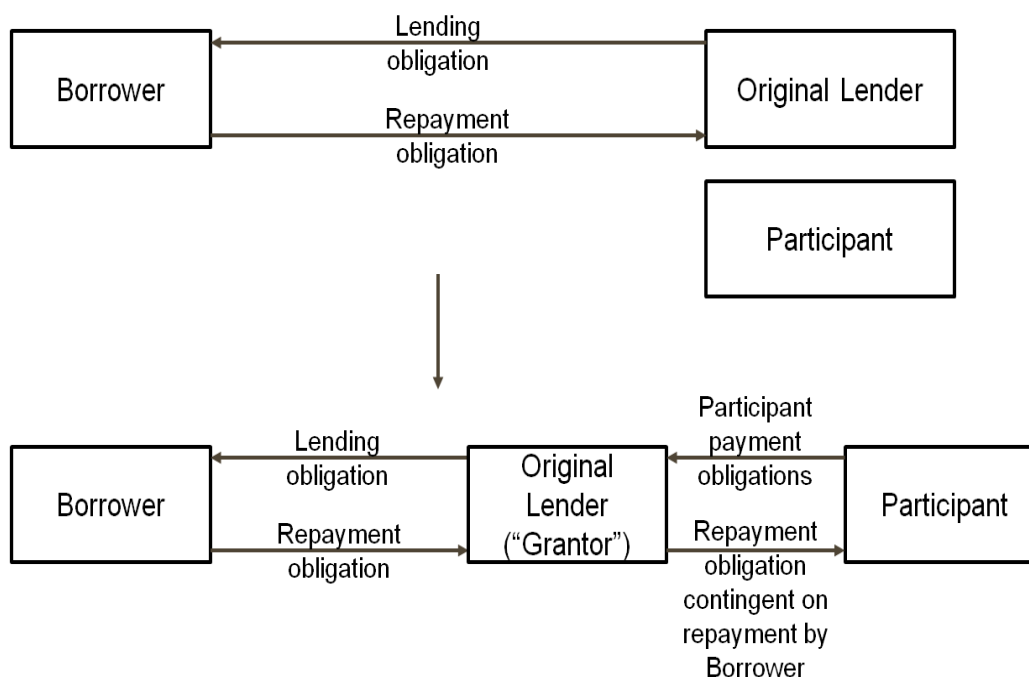 Lending
obligation
Borrower
Original Lender
Repayment
obligation
Participant
Participant
payment
obligations
Lending
obligation
Borrower
Original
Lender
(“Grantor”)
Participant
Repayment
obligation
Repayment
obligation
contingent on
repayment by
Borrower